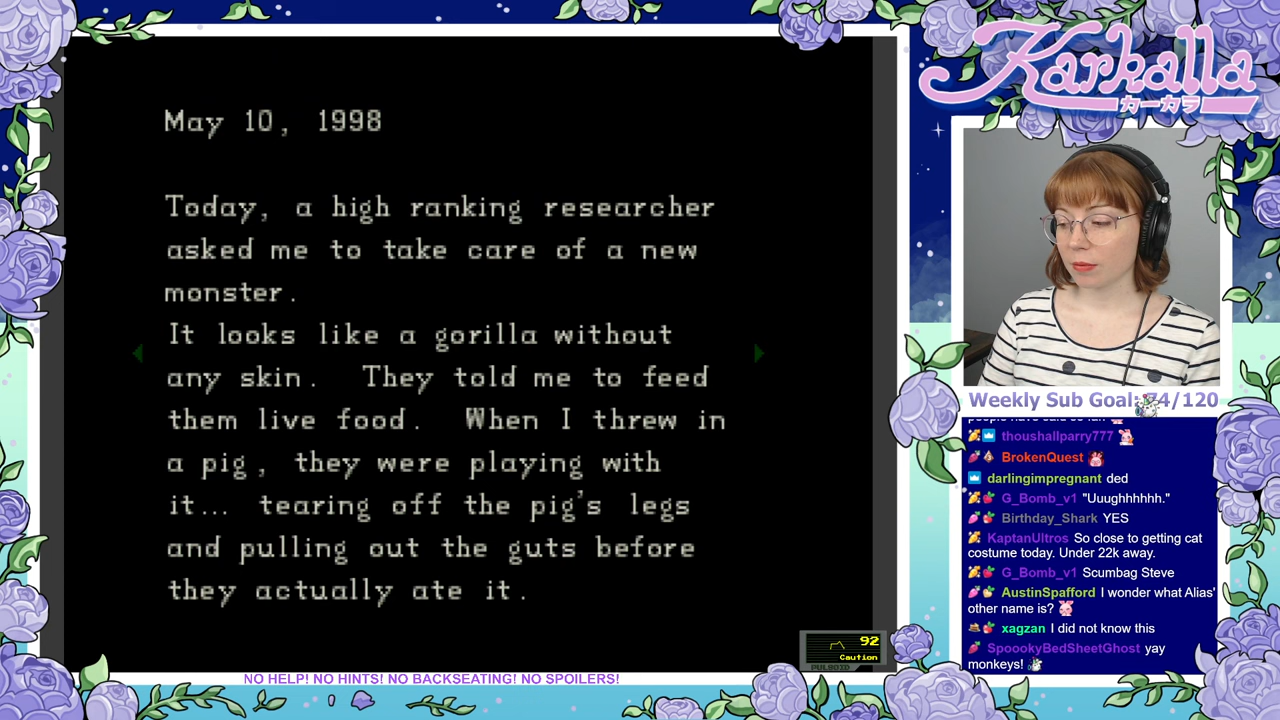 May 10, 1998
Today, a high ranking researcher
asked me to take care of a new
monster.
It looks like a gorilla without
any skin. They told me to feed
them live food. When I threw in
a pig, they were playing with
it... tearing off the pig's legs
and pulling out the guts before
they actually ate it.
92
Caution
NO HELP! NO HINTS! NO BACKSEATING! NO SPOILERS!
Karkalla
カーカラ
Weekly Sub Goal: 74/120
thoushallparry777
BrokenQuest
darlingimpregnant ded
G_Bomb_v1 "Uuughhhhhh."
Birthday_Shark YES
KaptanUltros So close to getting cat
costume today. Under 22k away.
G_Bomb_v1 Scumbag Steve
AustinSpafford I wonder what Alias'
other name is?
xagzan I did not know this
SpoookyBedSheetGhost yay
monkeys!